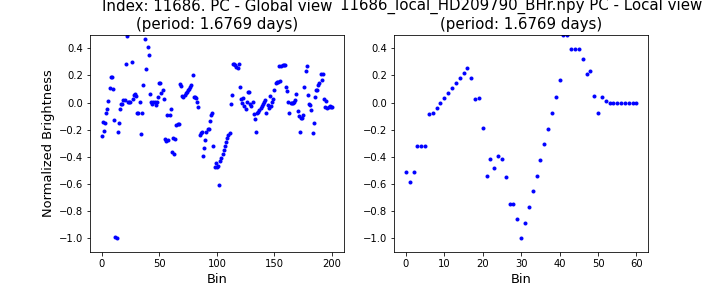 Index: 11686. PC - Global view
(period: 1.6769 days)
11686_local_HD209790_BHr.npy PC - Local view
(period: 1.6769 days)
Normalized Brightness
0.4
0.2
0.0
−0.2
−0.4
−0.6
−0.8
−1.0
0 50 100 150 200
Bin
0.4
0.2
0.0
−0.2
−0.4
−0.6
−0.8
−1.0
0 10 20 30 40 50 60
Bin